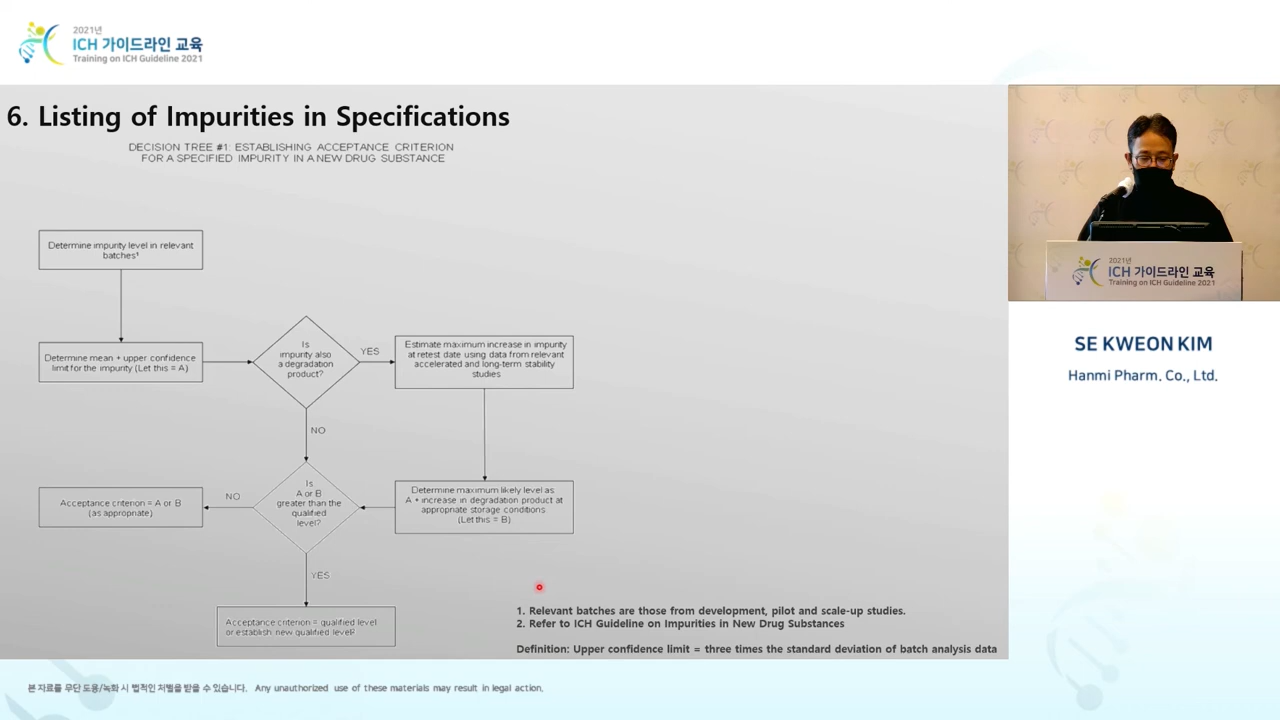 2021년
ICH 가이드라인 교육
Training on ICH Guideline 2021
6. Listing of Impurities in Specifications
DECISION TREE #1: ESTABLISHING ACCEPTANCE CRITERION
FOR A SPECIFIED IMPURITY IN A NEW DRUG SUBSTANCE
Determine impurity level in relevant
batches¹
Determine mean + upper confidence
limit for the impurity (Let this = A)
Is
impurity also
a degradation
product?
YES
Estimate maximum increase in impurity
at retest date using data from relevant
accelerated and long-term stability
studies
NO
Determine maximum likely level as
A + increase in degradation product at
appropriate storage conditions.
(Let this = B)
Is
A or B
greater than the
qualified
level?
NO
Acceptance criterion = A or B
(as appropriate)
YES
Acceptance criterion = qualified level
or establish new qualified level²
1. Relevant batches are those from development, pilot and scale-up studies.
2. Refer to ICH Guideline on Impurities in New Drug Substances
Definition: Upper confidence limit = three times the standard deviation of batch analysis data
2021년
ICH 가이드라인 교육
Training on ICH Guideline 2021
SE KWEON KIM
Hanmi Pharm. Co., Ltd.
본 자료를 무단 도용/녹화 시 법적인 처벌을 받을 수 있습니다. Any unauthorized use of these materials may result in legal action.